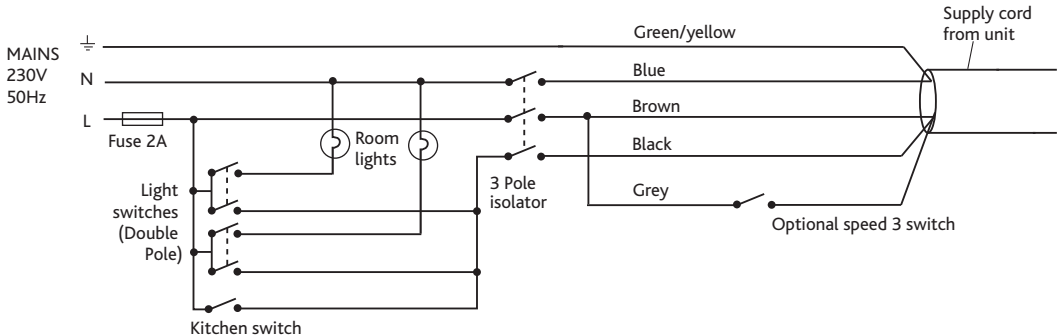 Supply cord
from unit
MAINS
230V
50Hz
Green/yellow
N
Blue
L
Fuse 2A
Brown
Room
lights
Black
Light
switches
(Double
Pole)
3 Pole
isolator
Grey
Optional speed 3 switch
Kitchen switch